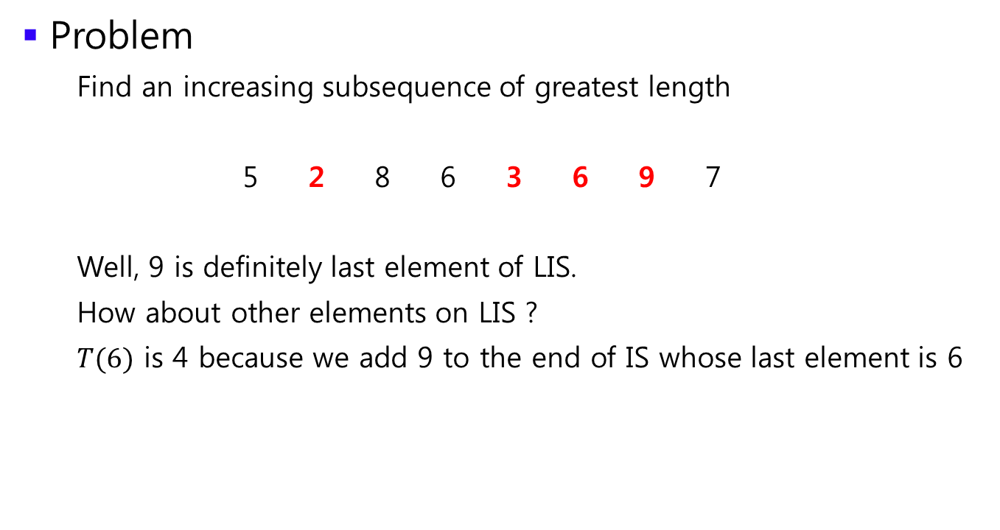 Problem
Find an increasing subsequence of greatest length
5 2 8 6 3 6 9 7
Well, 9 is definitely last element of LIS.
How about other elements on LIS ?
T(6) is 4 because we add 9 to the end of IS whose last element is 6